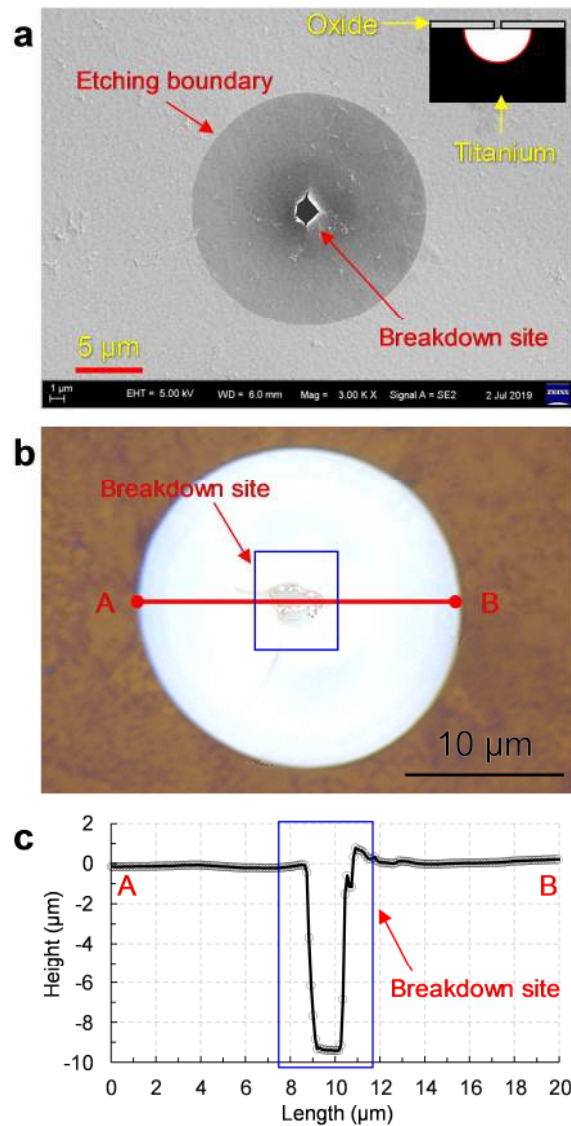 a
Oxide
Etching boundary
Titanium
Breakdown site
5 μm
1 μm
EHT = 5.00 kV WD = 6.0 mm Mag = 3.00 K X Signal A = SE2 2 Jul 2019 ZEISS
b
Breakdown site
A B
10 μm
c
2
0
-2
-4
-6
-8
-10
Height (μm)
A B
Breakdown site
0 2 4 6 8 10 12 14 16 18 20
Length (μm)